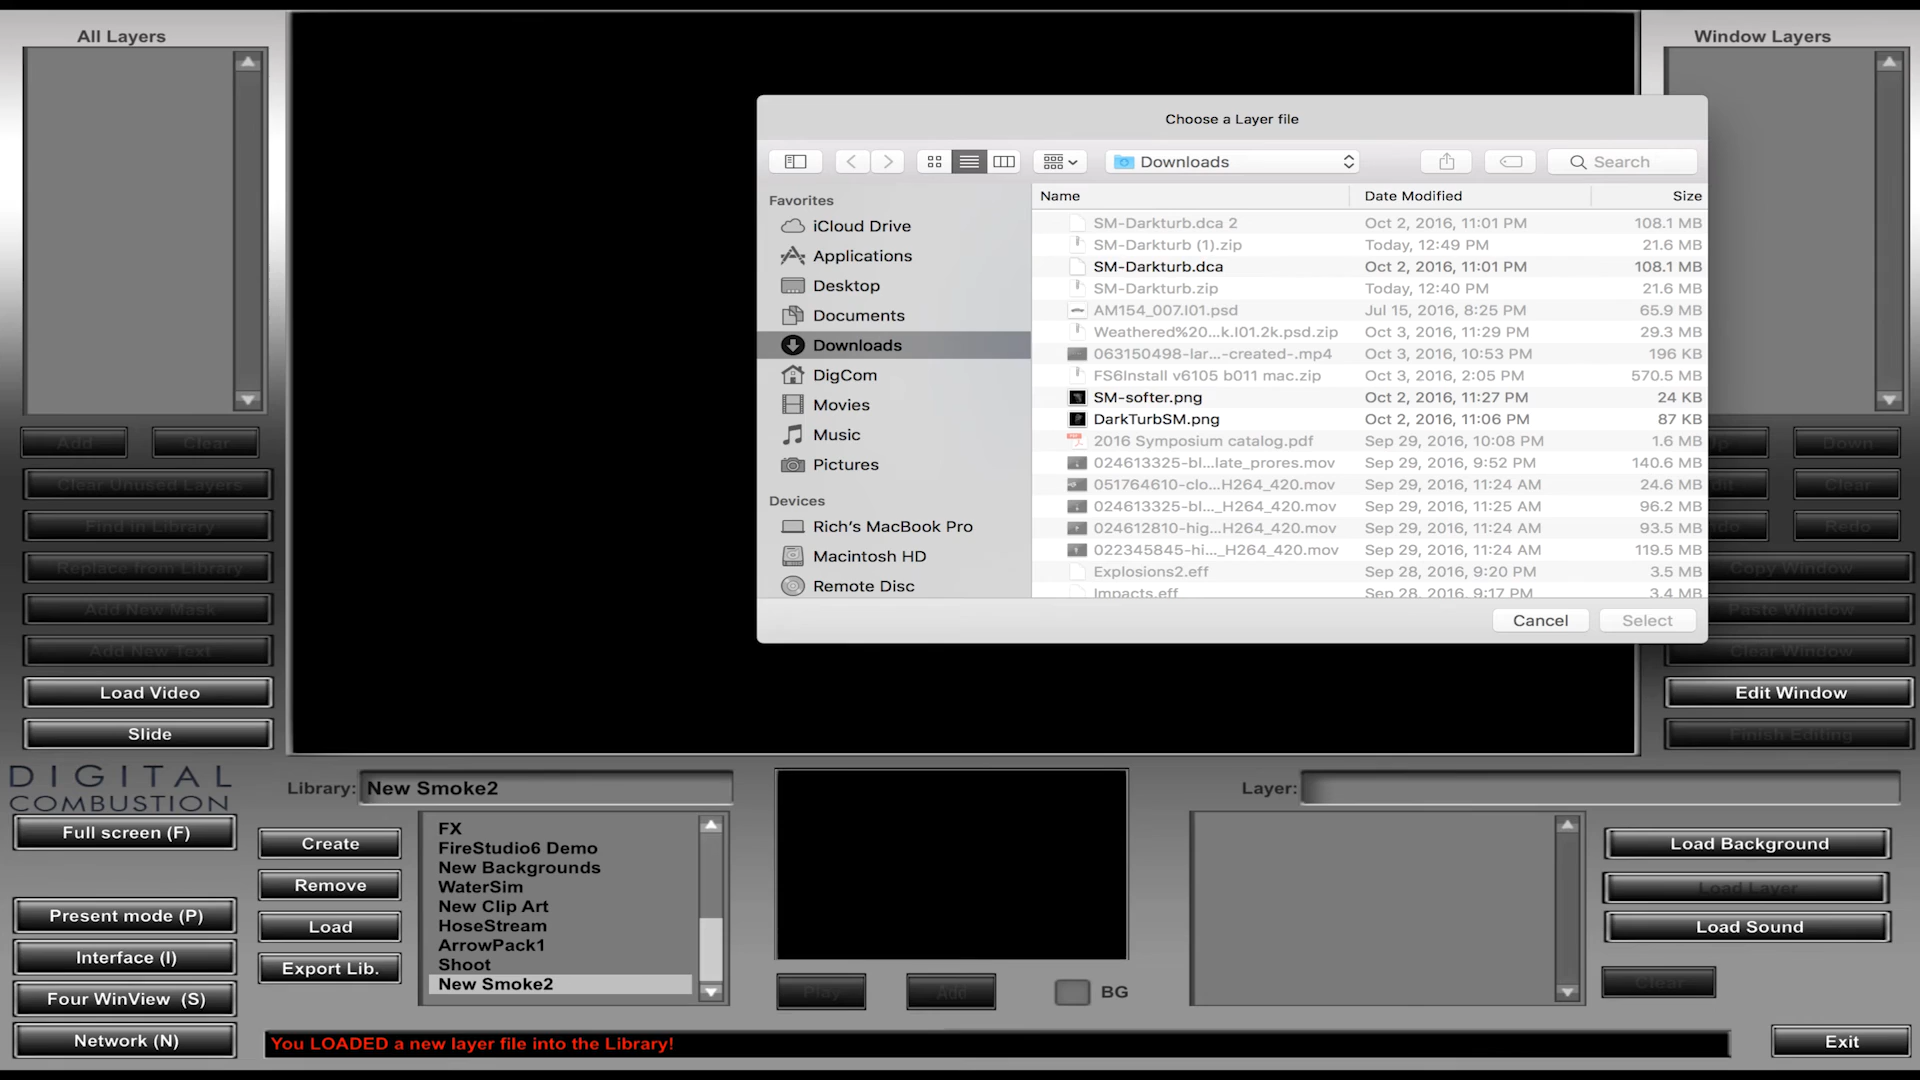 All Layers
Window Layers
Choose a Layer file
Downloads
Search
Name
Date Modified
Size
Favorites
iCloud Drive
Applications
Desktop
Documents
Downloads
DigCom
Movies
Music
Pictures
Devices
Rich's MacBook Pro
Macintosh HD
Remote Disc
SM-Darkturb.dca 2 Oct 2, 2016, 11:01 PM 108.1 MB
SM-Darkturb (1).zip Today, 12:49 PM 21.6 MB
SM-Darkturb.dca Oct 2, 2016, 11:01 PM 108.1 MB
SM-Darkturb.zip Today, 12:40 PM 21.6 MB
AM154_007.l01.psd Jul 15, 2016, 8:25 PM 65.9 MB
Weathered%20...k.l01.2k.psd.zip Oct 3, 2016, 11:29 PM 29.3 MB
063150498-lar...-created-.mp4 Oct 3, 2016, 10:53 PM 196 KB
FS6Install v6105 b011 mac.zip Oct 3, 2016, 2:05 PM 570.5 MB
SM-softer.png Oct 2, 2016, 11:27 PM 24 KB
DarkTurbSM.png Oct 2, 2016, 11:06 PM 87 KB
2016 Symposium catalog.pdf Sep 29, 2016, 10:08 PM 1.6 MB
024613325-bl...late_prores.mov Sep 29, 2016, 9:52 PM 140.6 MB
051764610-clo...H264_420.mov Sep 29, 2016, 11:24 AM 24.6 MB
024613325-bl..._H264_420.mov Sep 29, 2016, 11:25 AM 96.2 MB
024612810-hig...H264_420.mov Sep 29, 2016, 11:24 AM 93.5 MB
022345845-hi..._H264_420.mov Sep 29, 2016, 11:24 AM 119.5 MB
Explosions2.eff Sep 28, 2016, 9:20 PM 3.5 MB
Impacts.eff Sep 28, 2016, 9:17 PM 3.4 MB
Cancel
Select
Add
Clear
Clear Unused Layers
Find in Library
Replace from Library
Add New Mask
Add New Text
Load Video
Slide
Down
Clear
Redo
Copy Window
Paste Window
Clear Window
Edit Window
Finish Editing
DIGITAL
COMBUSTION
Full screen (F)
Present mode (P)
Interface (I)
Four WinView (S)
Network (N)
Library: New Smoke2
Create
Remove
Load
Export Lib.
FX
FireStudio6 Demo
New Backgrounds
WaterSim
New Clip Art
HoseStream
ArrowPack1
Shoot
New Smoke2
Play
Add
BG
Layer:
Load Background
Load Layer
Load Sound
Clear
You LOADED a new layer file into the Library!
Exit